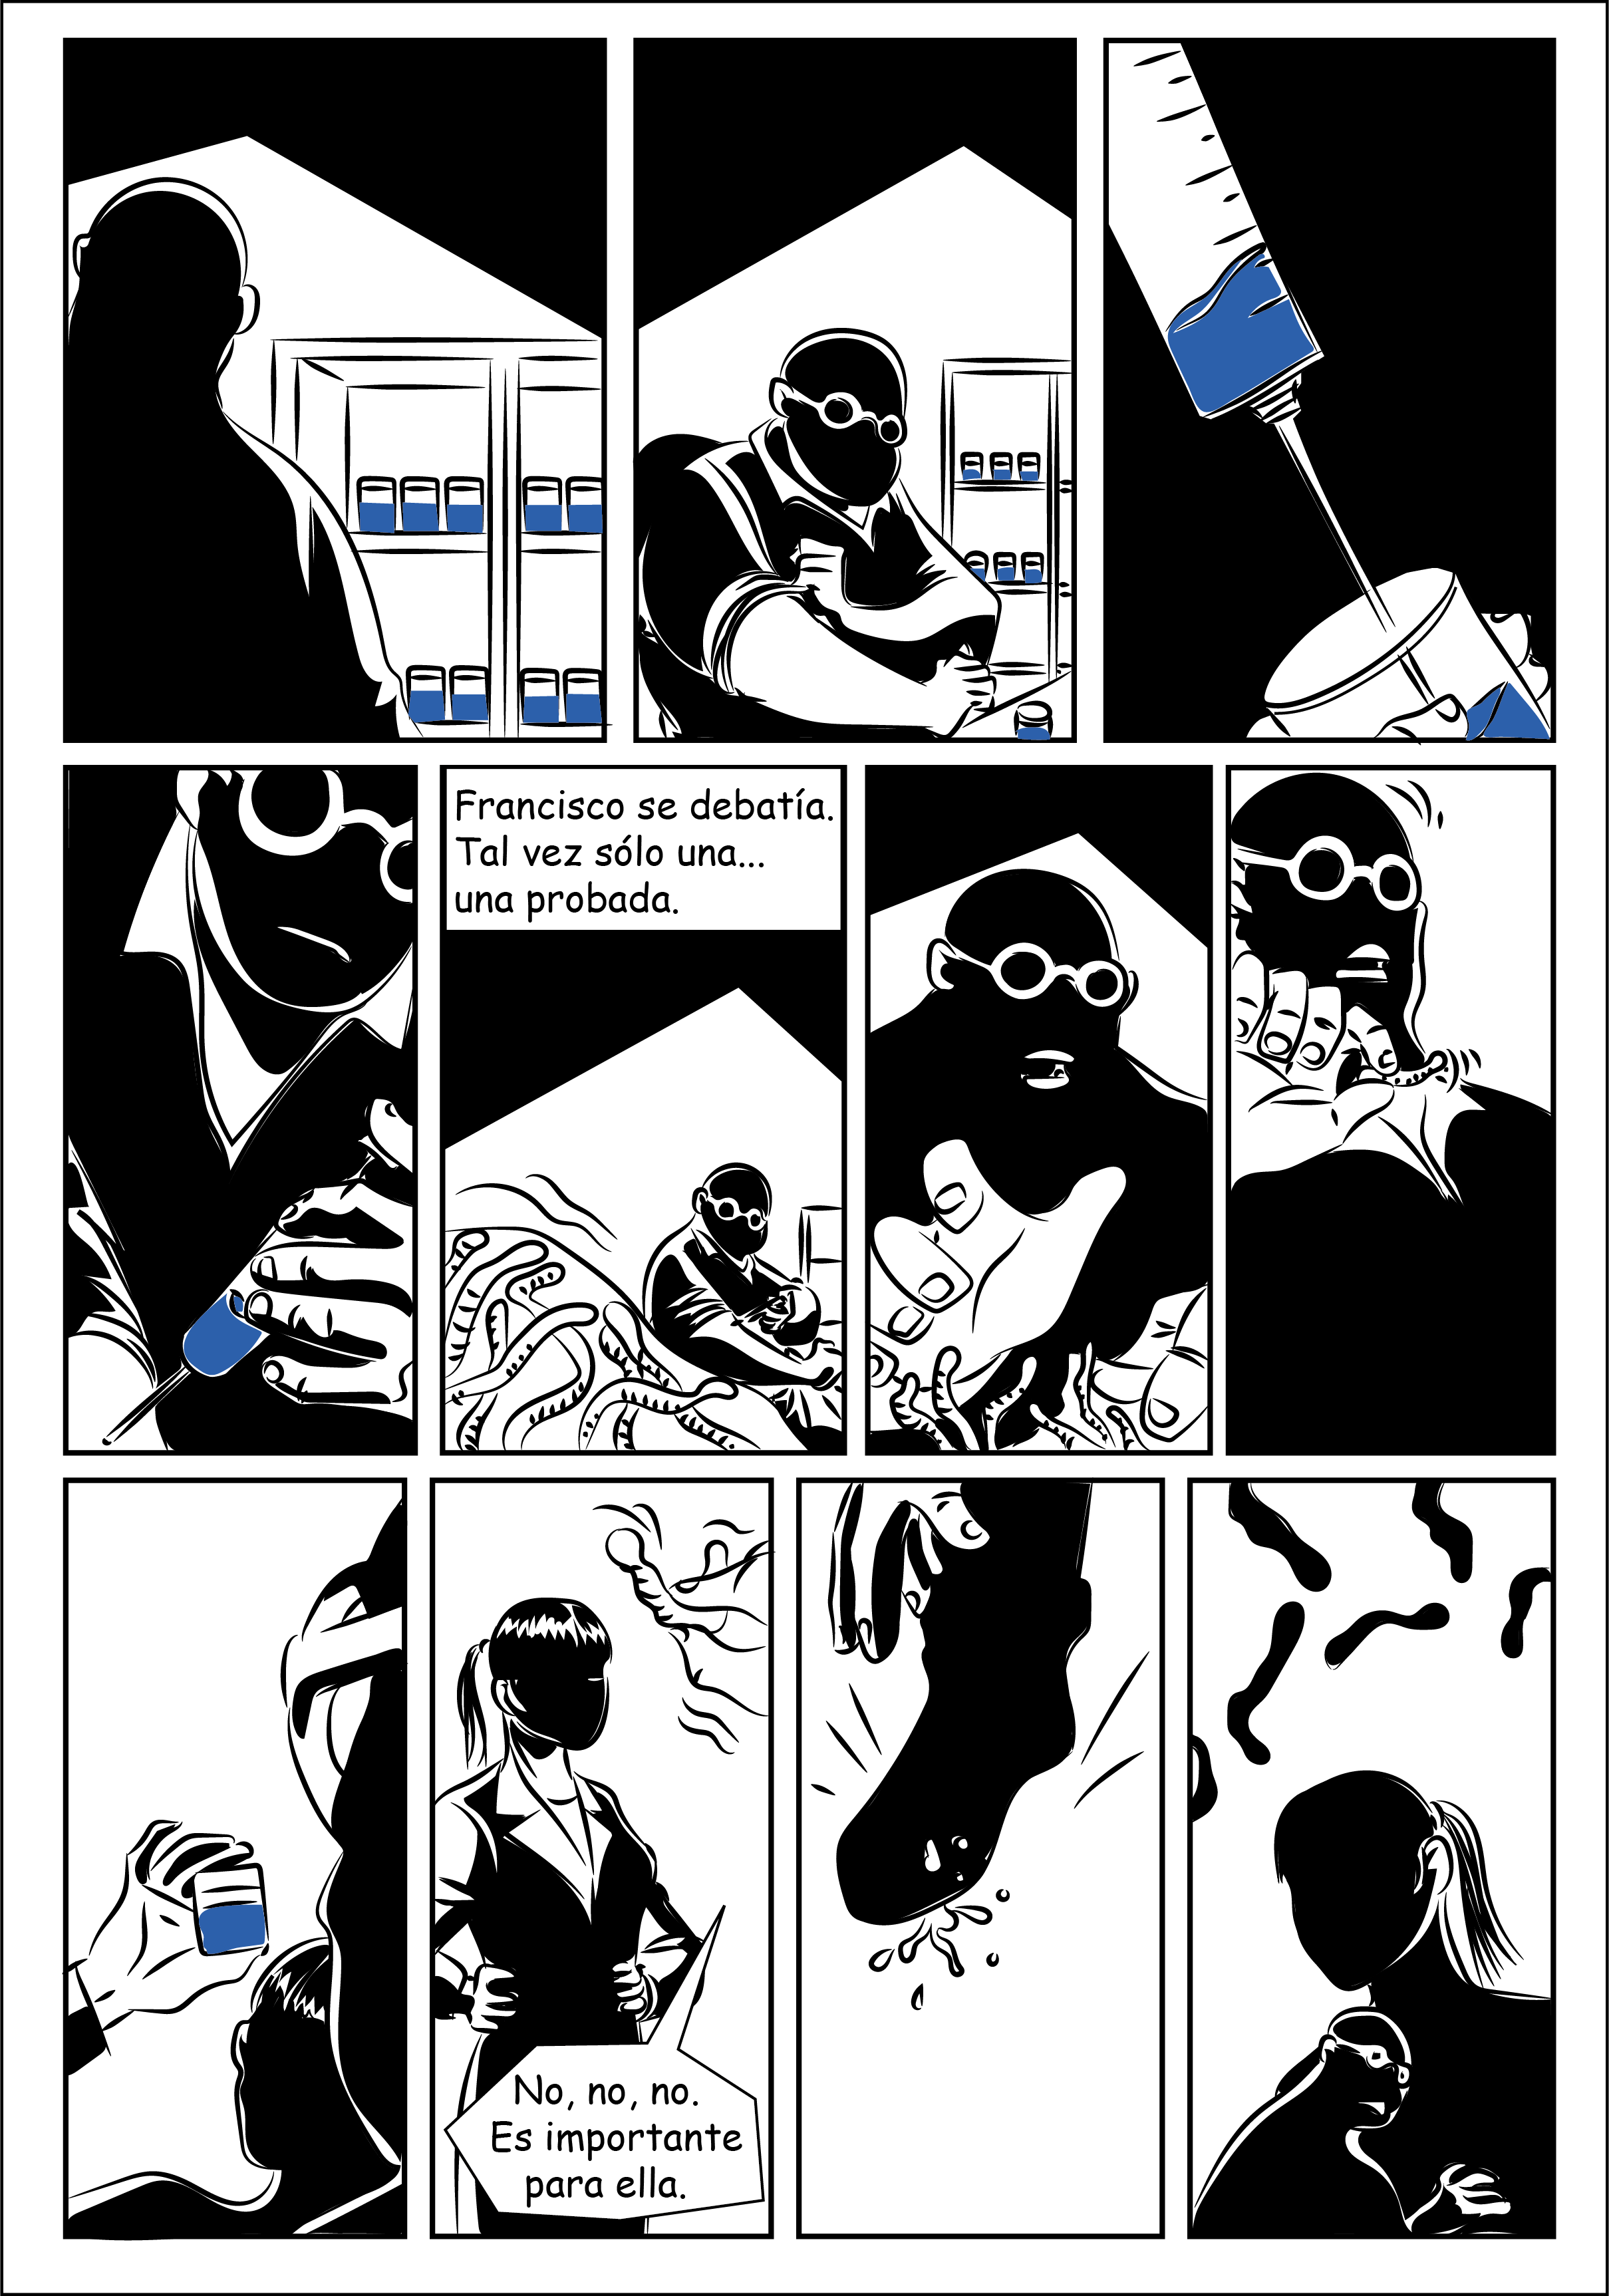 Francisco se debatía.
Tal vez sólo una...
una probada.
No, no, no.
Es importante
para ella.